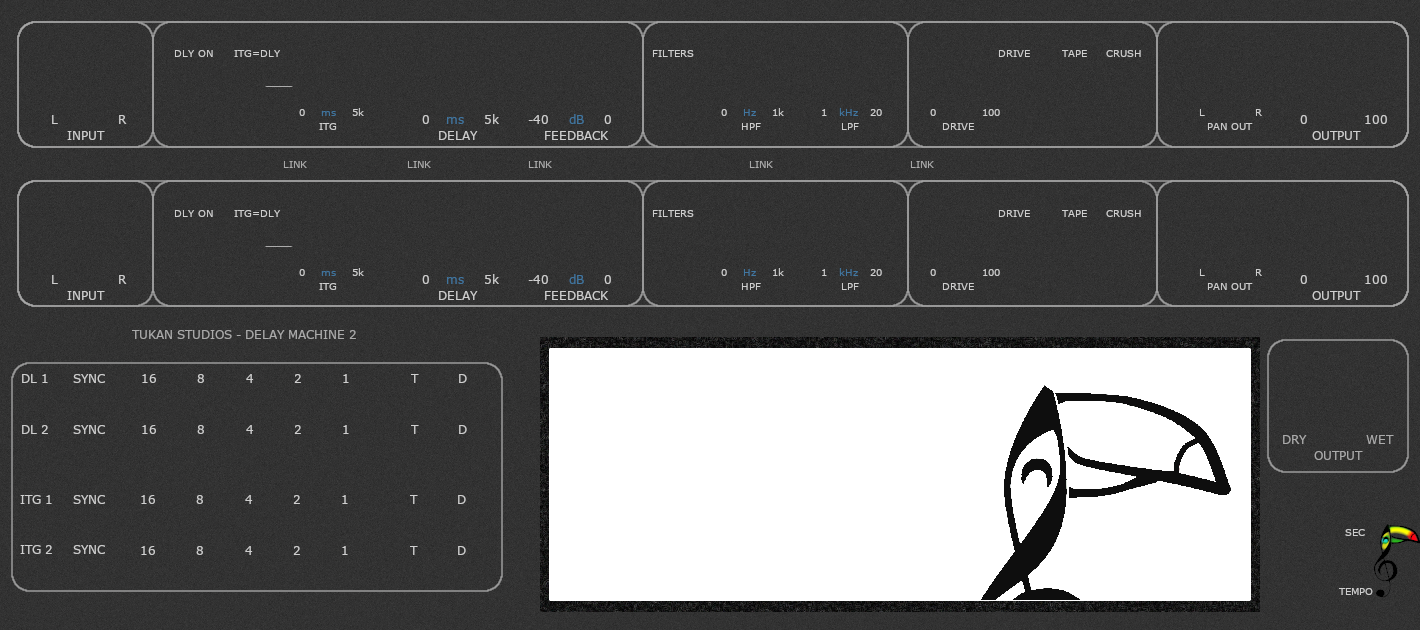 DLY ON ITG=DLY FILTERS DRIVE TAPE CRUSH
0 ms 5k 0 Hz 1k 1 kHz 20 0 100 L R
L R 0 ms 5k -40 dB 0 0 100
ITG HPF LPF DRIVE PAN OUT
INPUT DELAY FEEDBACK OUTPUT
LINK LINK LINK LINK LINK
DLY ON ITG=DLY FILTERS DRIVE TAPE CRUSH
0 ms 5k 0 Hz 1k 1 kHz 20 0 100 L R
L R 0 ms 5k -40 dB 0 0 100
ITG HPF LPF DRIVE PAN OUT
INPUT DELAY FEEDBACK OUTPUT
TUKAN STUDIOS - DELAY MACHINE 2
DL 1 SYNC 16 8 4 2 1 T D
DL 2 SYNC 16 8 4 2 1 T D
ITG 1 SYNC 16 8 4 2 1 T D
ITG 2 SYNC 16 8 4 2 1 T D
DRY WET
OUTPUT
SEC
TEMPO